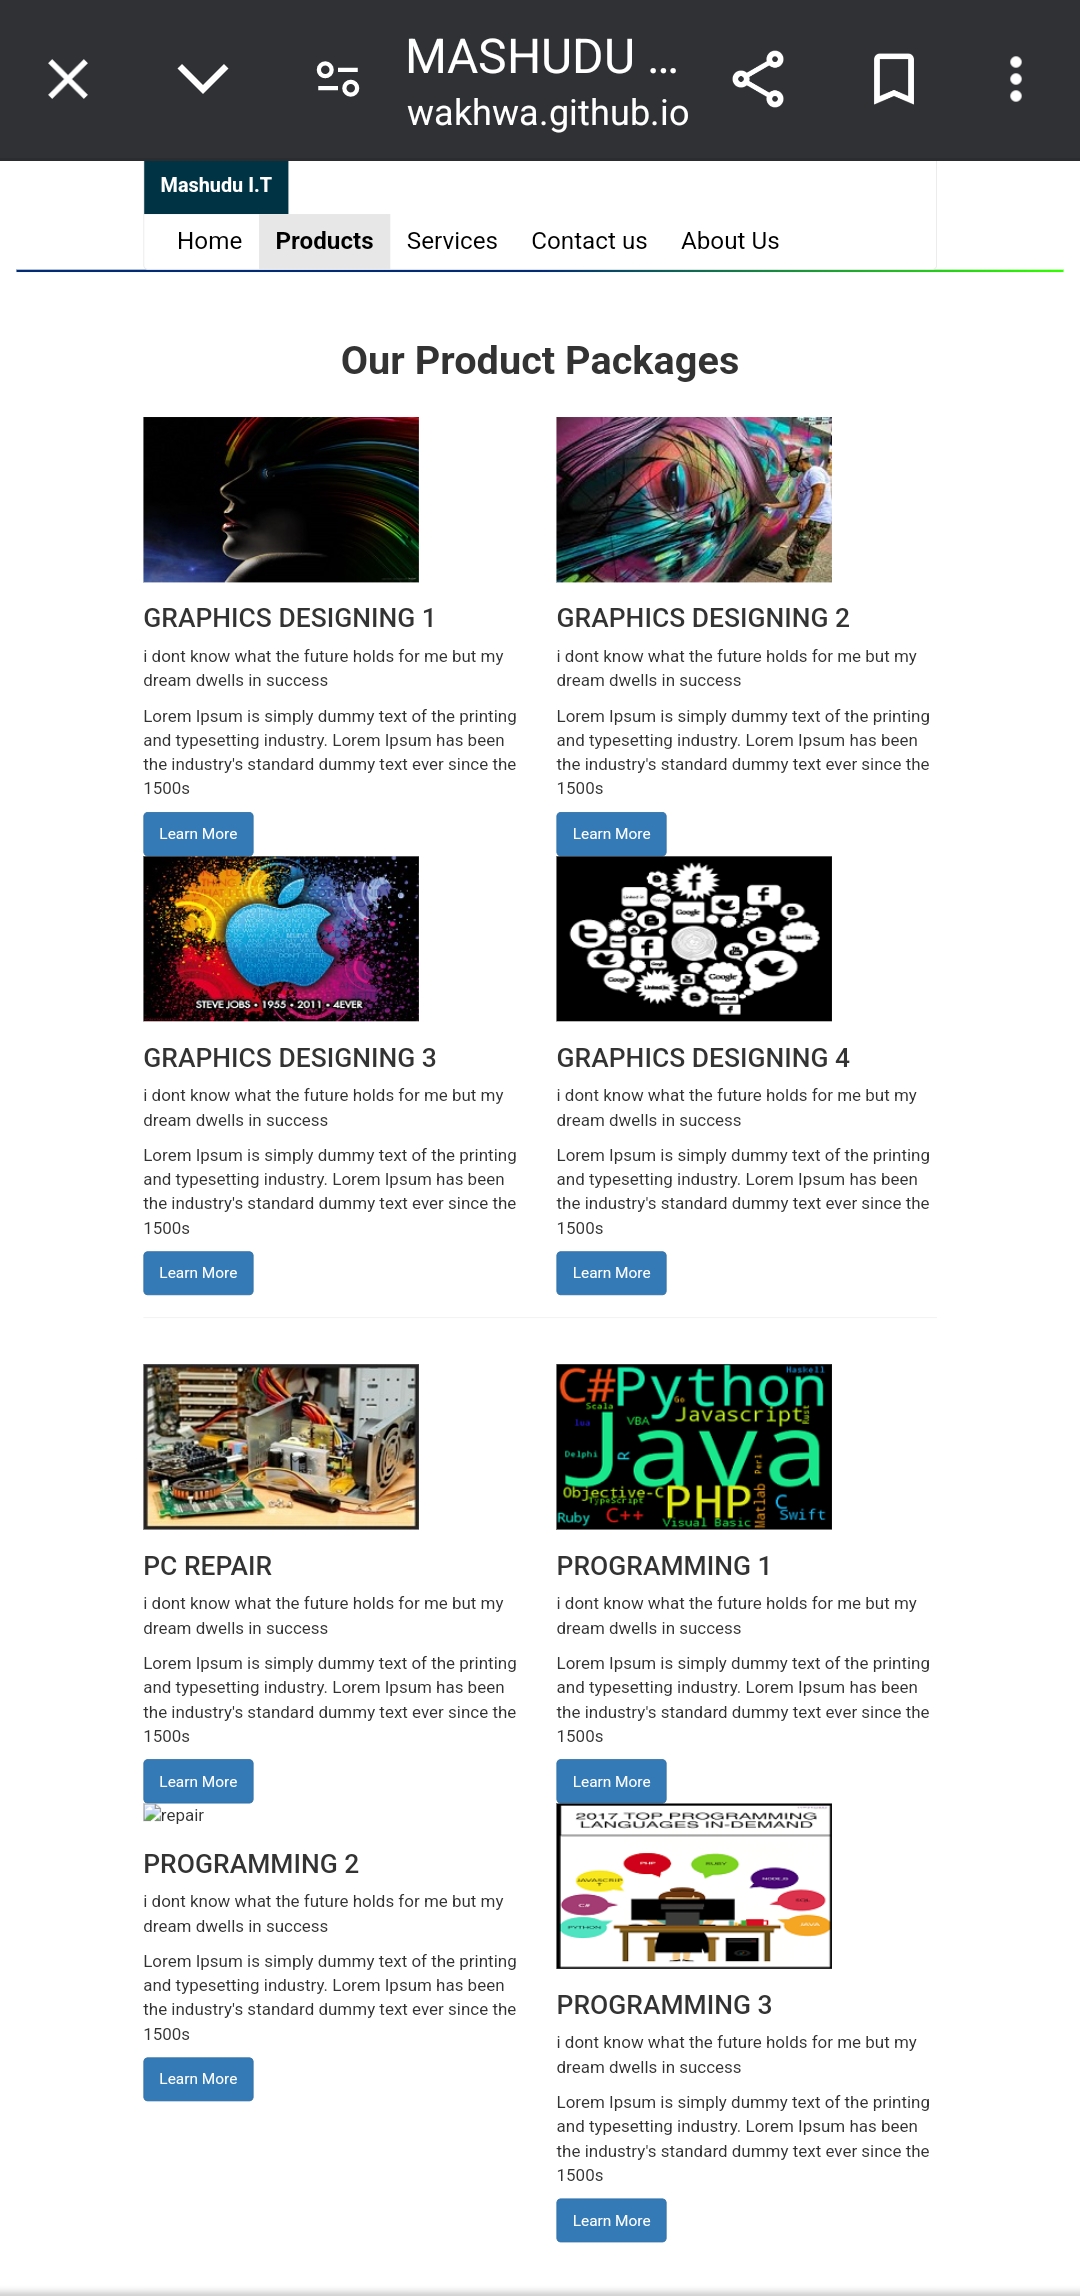 MASHUDU ...
wakhwa.github.io
Mashudu I.T
Home Products Services Contact us About Us
Our Product Packages
GRAPHICS DESIGNING 1
i dont know what the future holds for me but my
dream dwells in success
Lorem Ipsum is simply dummy text of the printing
and typesetting industry. Lorem Ipsum has been
the industry's standard dummy text ever since the
1500s
Learn More
GRAPHICS DESIGNING 2
i dont know what the future holds for me but my
dream dwells in success
Lorem Ipsum is simply dummy text of the printing
and typesetting industry. Lorem Ipsum has been
the industry's standard dummy text ever since the
1500s
Learn More
STEVE JOBS • 1955 • 2011 • 4EVER
GRAPHICS DESIGNING 3
i dont know what the future holds for me but my
dream dwells in success
Lorem Ipsum is simply dummy text of the printing
and typesetting industry. Lorem Ipsum has been
the industry's standard dummy text ever since the
1500s
Learn More
Google
Google
GRAPHICS DESIGNING 4
i dont know what the future holds for me but my
dream dwells in success
Lorem Ipsum is simply dummy text of the printing
and typesetting industry. Lorem Ipsum has been
the industry's standard dummy text ever since the
1500s
Learn More
PC REPAIR
i dont know what the future holds for me but my
dream dwells in success
Lorem Ipsum is simply dummy text of the printing
and typesetting industry. Lorem Ipsum has been
the industry's standard dummy text ever since the
1500s
Learn More
Haskell
C# Python
Scala Go
lua VBA Javascript Rust
Java
Delphi R Perl
Objective-C
TypeScript PHP Matlab C
Ruby C++ Visual Basic Swift
PROGRAMMING 1
i dont know what the future holds for me but my
dream dwells in success
Lorem Ipsum is simply dummy text of the printing
and typesetting industry. Lorem Ipsum has been
the industry's standard dummy text ever since the
1500s
Learn More
repair
PROGRAMMING 2
i dont know what the future holds for me but my
dream dwells in success
Lorem Ipsum is simply dummy text of the printing
and typesetting industry. Lorem Ipsum has been
the industry's standard dummy text ever since the
1500s
Learn More
2017 TOP PROGRAMMING
LANGUAGES IN-DEMAND
PHP RUBY
JAVASCRIPT NODEJS
C# SQL
PYTHON JAVA
PROGRAMMING 3
i dont know what the future holds for me but my
dream dwells in success
Lorem Ipsum is simply dummy text of the printing
and typesetting industry. Lorem Ipsum has been
the industry's standard dummy text ever since the
1500s
Learn More